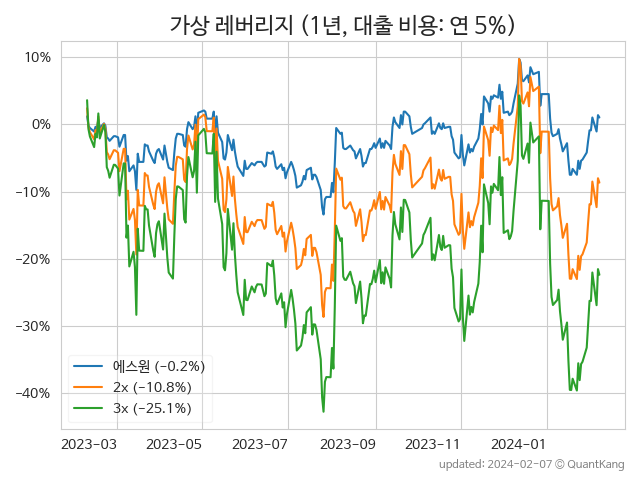 가상 레버리지 (1년, 대출 비용: 연 5%)
10%
0%
−10%
−20%
−30%
−40%
에스원 (−0.2%)
2x (−10.8%)
3x (−25.1%)
2023−03 2023−05 2023−07 2023−09 2023−11 2024−01
updated: 2024−02−07 © QuantKang